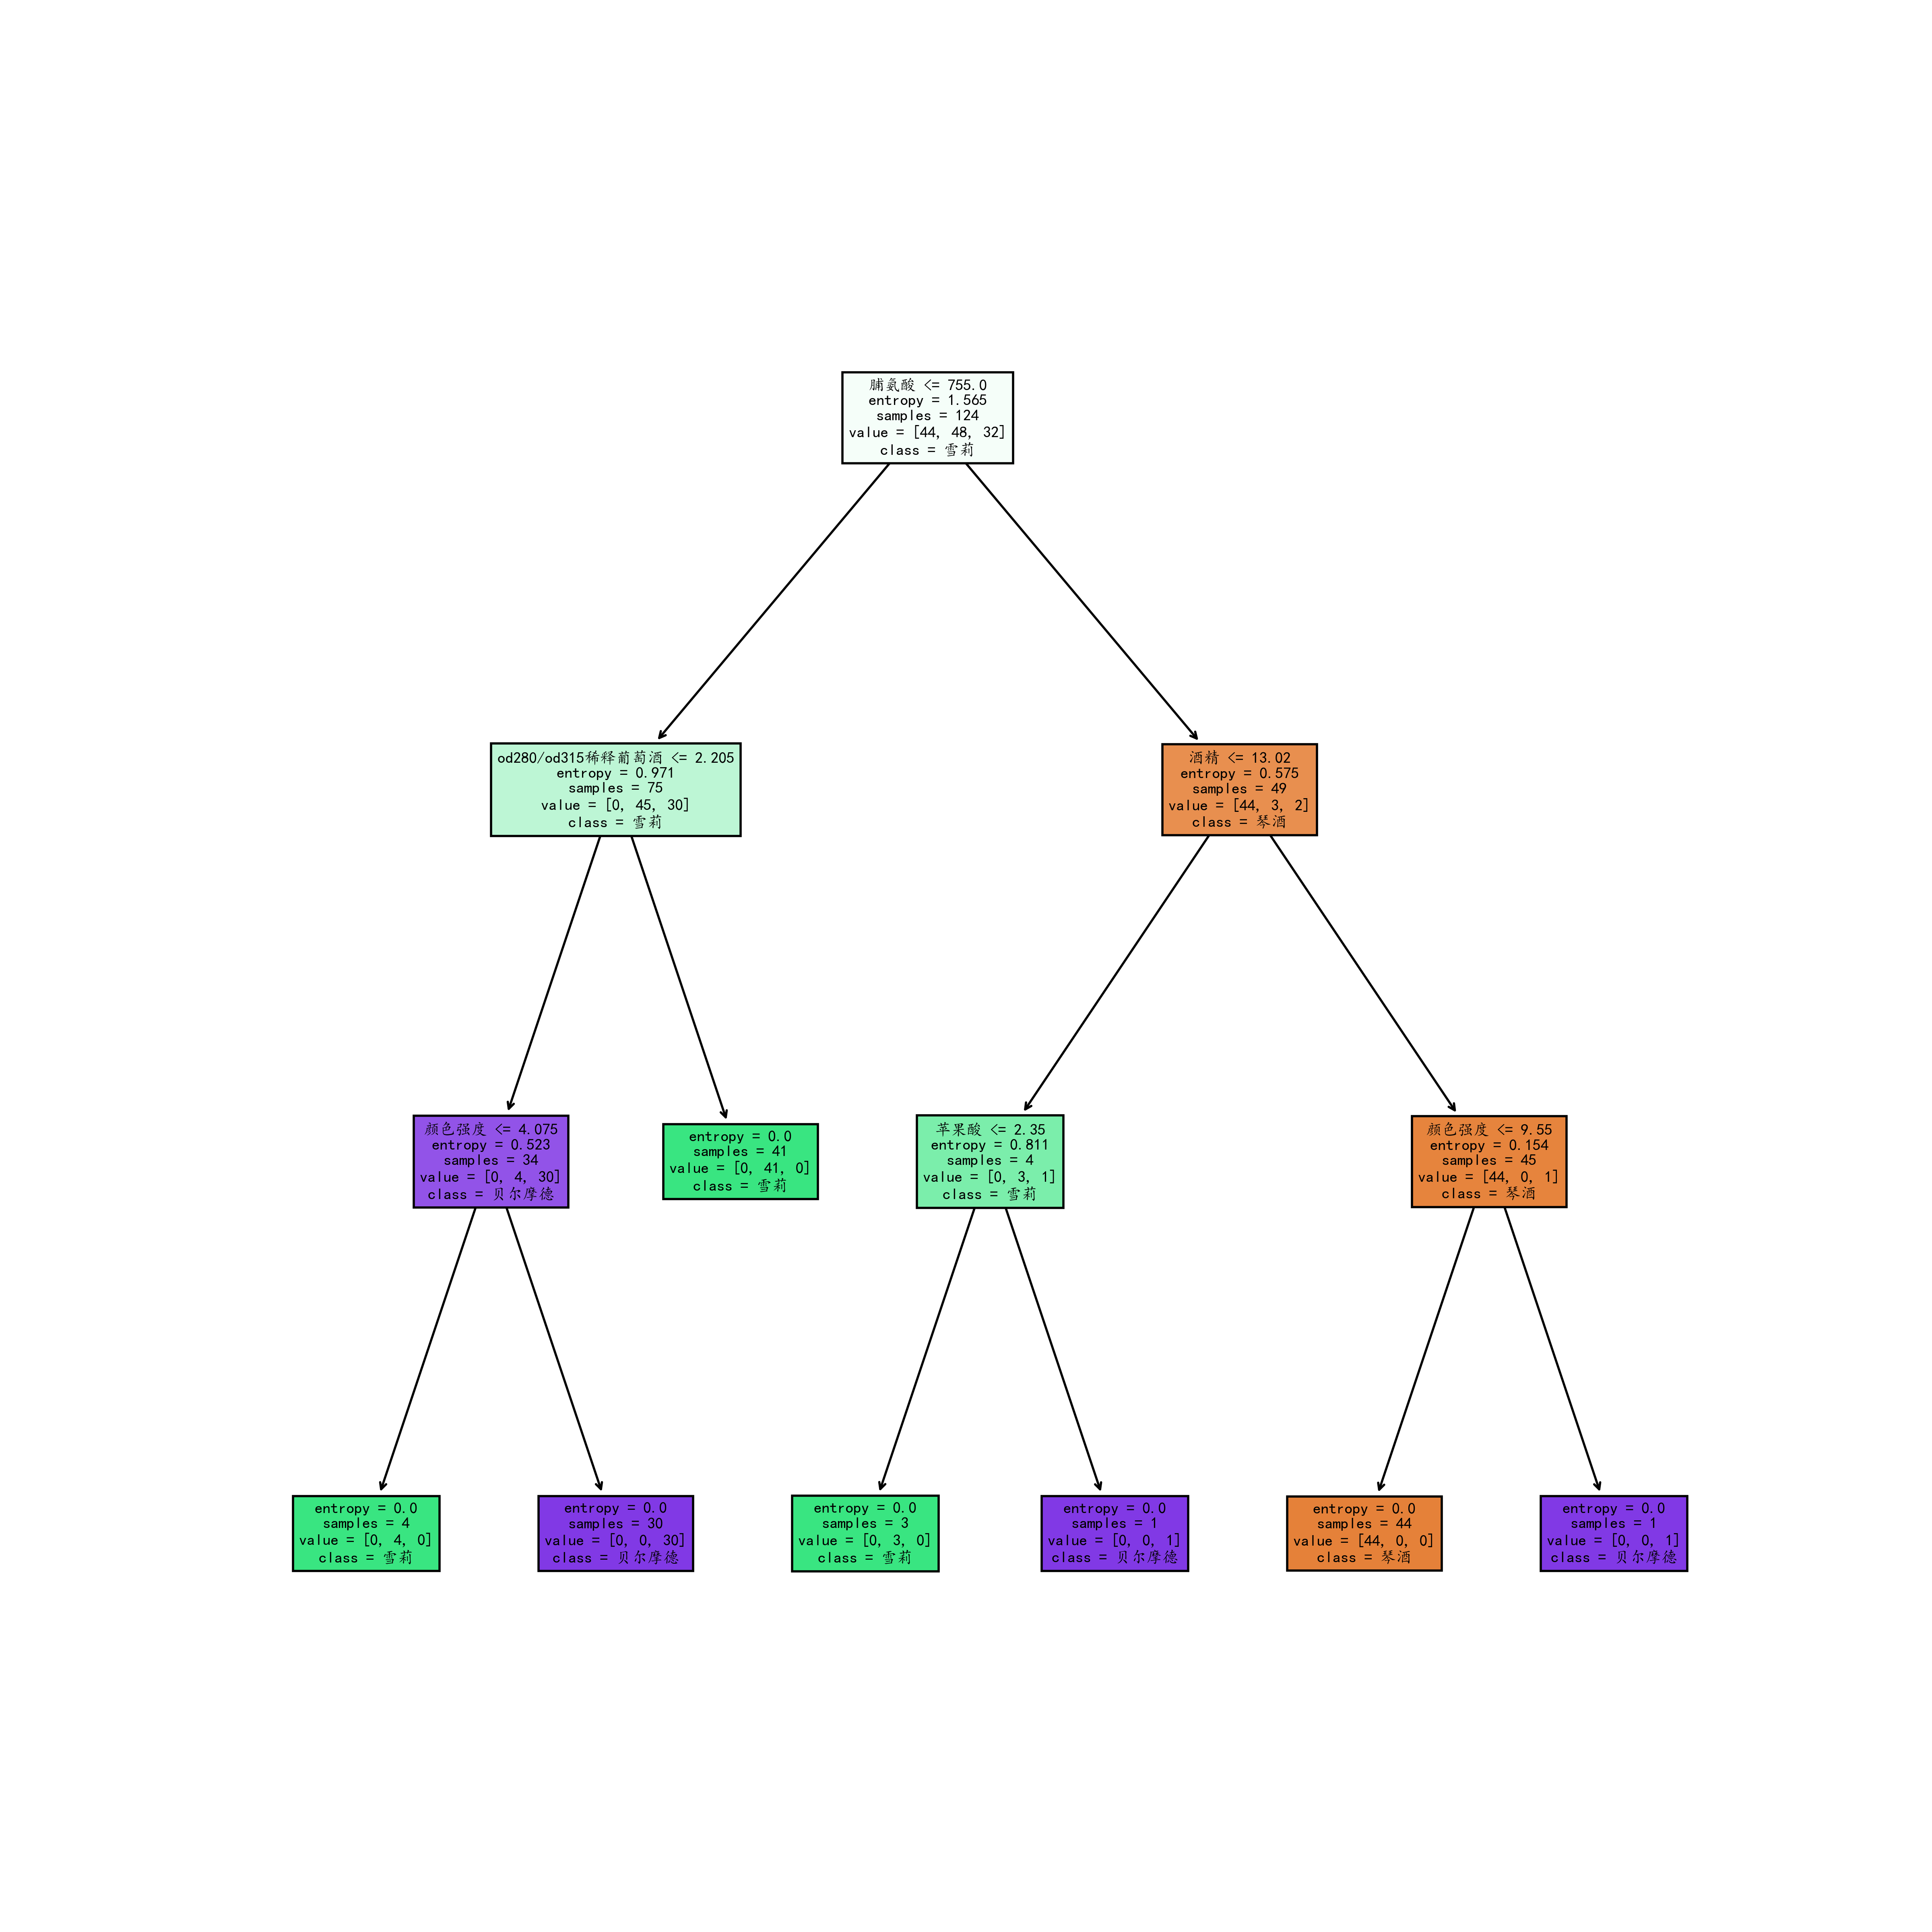 脯氨酸 <= 755.0
entropy = 1.565
samples = 124
value = [44, 48, 32]
class = 雪莉
od280/od315稀释葡萄酒 <= 2.205
entropy = 0.971
samples = 75
value = [0, 45, 30]
class = 雪莉
酒精 <= 13.02
entropy = 0.575
samples = 49
value = [44, 3, 2]
class = 琴酒
颜色强度 <= 4.075
entropy = 0.523
samples = 34
value = [0, 4, 30]
class = 贝尔摩德
entropy = 0.0
samples = 41
value = [0, 41, 0]
class = 雪莉
苹果酸 <= 2.35
entropy = 0.811
samples = 4
value = [0, 3, 1]
class = 雪莉
颜色强度 <= 9.55
entropy = 0.154
samples = 45
value = [44, 0, 1]
class = 琴酒
entropy = 0.0
samples = 4
value = [0, 4, 0]
class = 雪莉
entropy = 0.0
samples = 30
value = [0, 0, 30]
class = 贝尔摩德
entropy = 0.0
samples = 3
value = [0, 3, 0]
class = 雪莉
entropy = 0.0
samples = 1
value = [0, 0, 1]
class = 贝尔摩德
entropy = 0.0
samples = 44
value = [44, 0, 0]
class = 琴酒
entropy = 0.0
samples = 1
value = [0, 0, 1]
class = 贝尔摩德